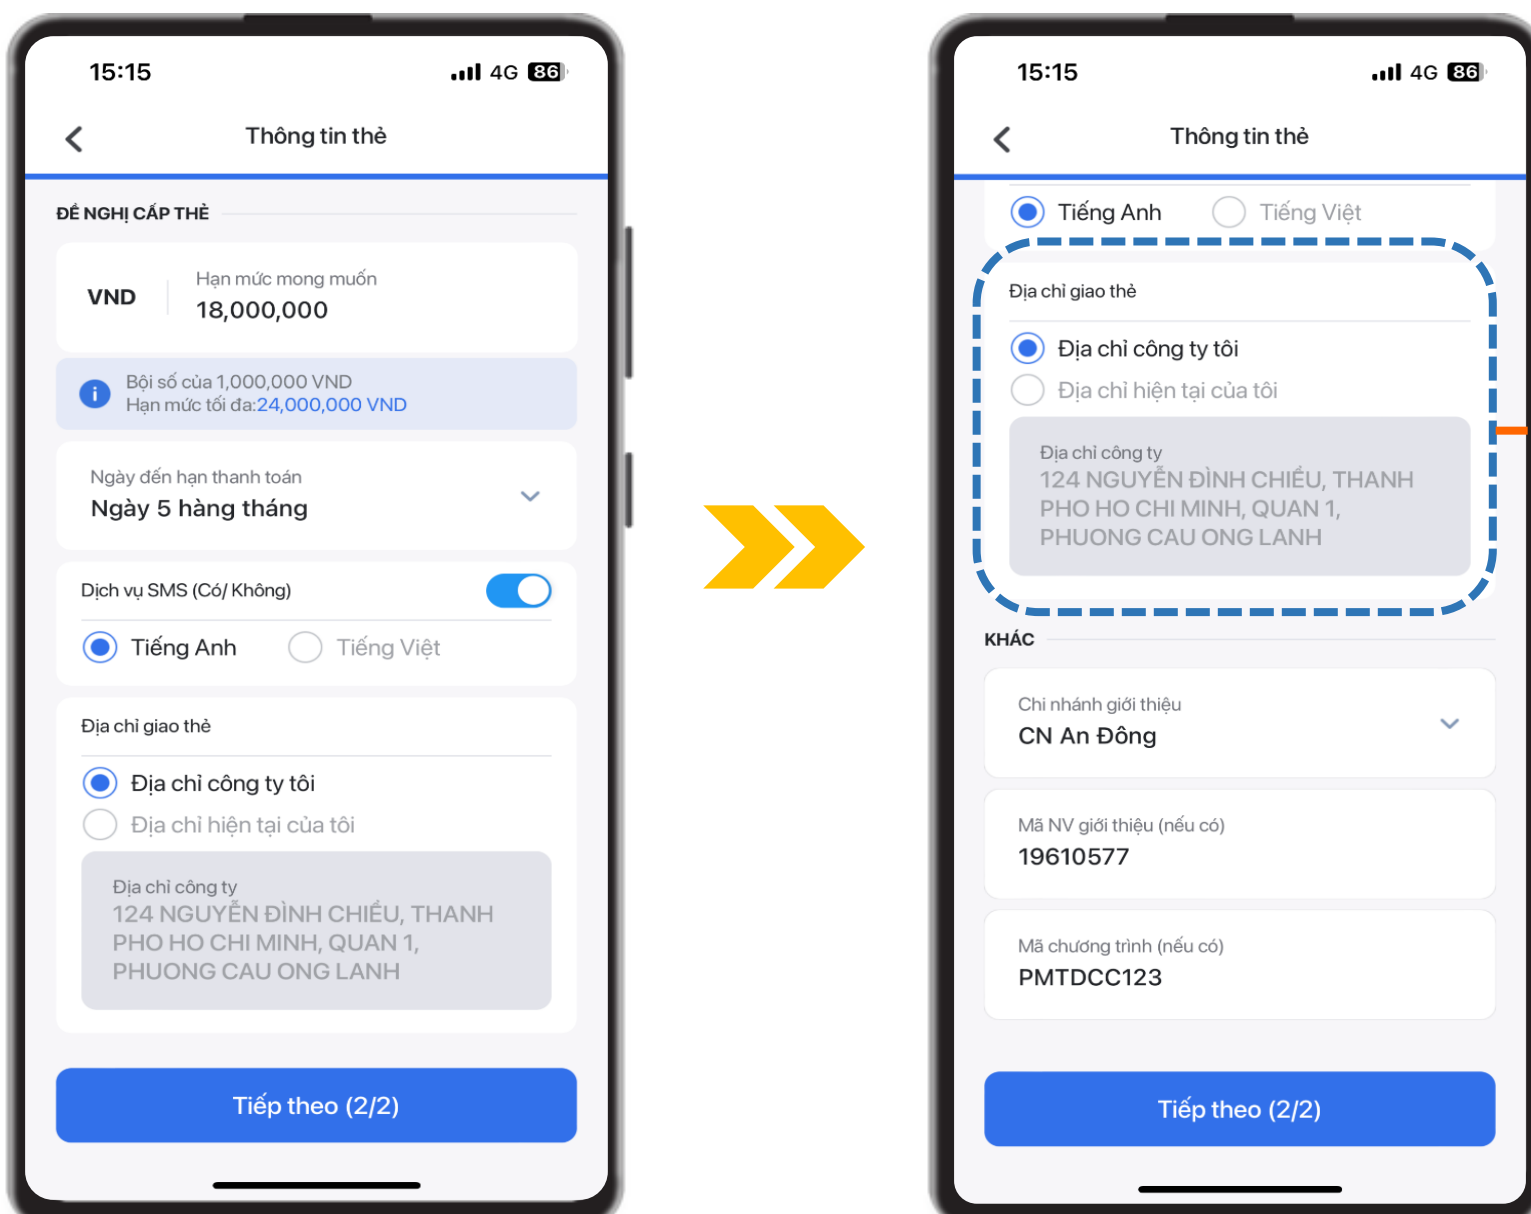 15:15
4G 86
Thông tin thẻ
ĐỀ NGHỊ CẤP THẺ
VND
Hạn mức mong muốn
18,000,000
Bội số của 1,000,000 VND
Hạn mức tối đa:24,000,000 VND
Ngày đến hạn thanh toán
Ngày 5 hàng tháng
Dịch vụ SMS (Có/ Không)
Tiếng Anh
Tiếng Việt
Địa chỉ giao thẻ
Địa chỉ công ty tôi
Địa chỉ hiện tại của tôi
Địa chỉ công ty
124 NGUYỄN ĐÌNH CHIỂU, THANH
PHO HO CHI MINH, QUAN 1,
PHUONG CAU ONG LANH
Tiếp theo (2/2)
15:15
4G 86
Thông tin thẻ
Tiếng Anh
Tiếng Việt
Địa chỉ giao thẻ
Địa chỉ công ty tôi
Địa chỉ hiện tại của tôi
Địa chỉ công ty
124 NGUYỄN ĐÌNH CHIỂU, THANH
PHO HO CHI MINH, QUAN 1,
PHUONG CAU ONG LANH
KHÁC
Chi nhánh giới thiệu
CN An Đông
Mã NV giới thiệu (nếu có)
19610577
Mã chương trình (nếu có)
PMTDCC123
Tiếp theo (2/2)